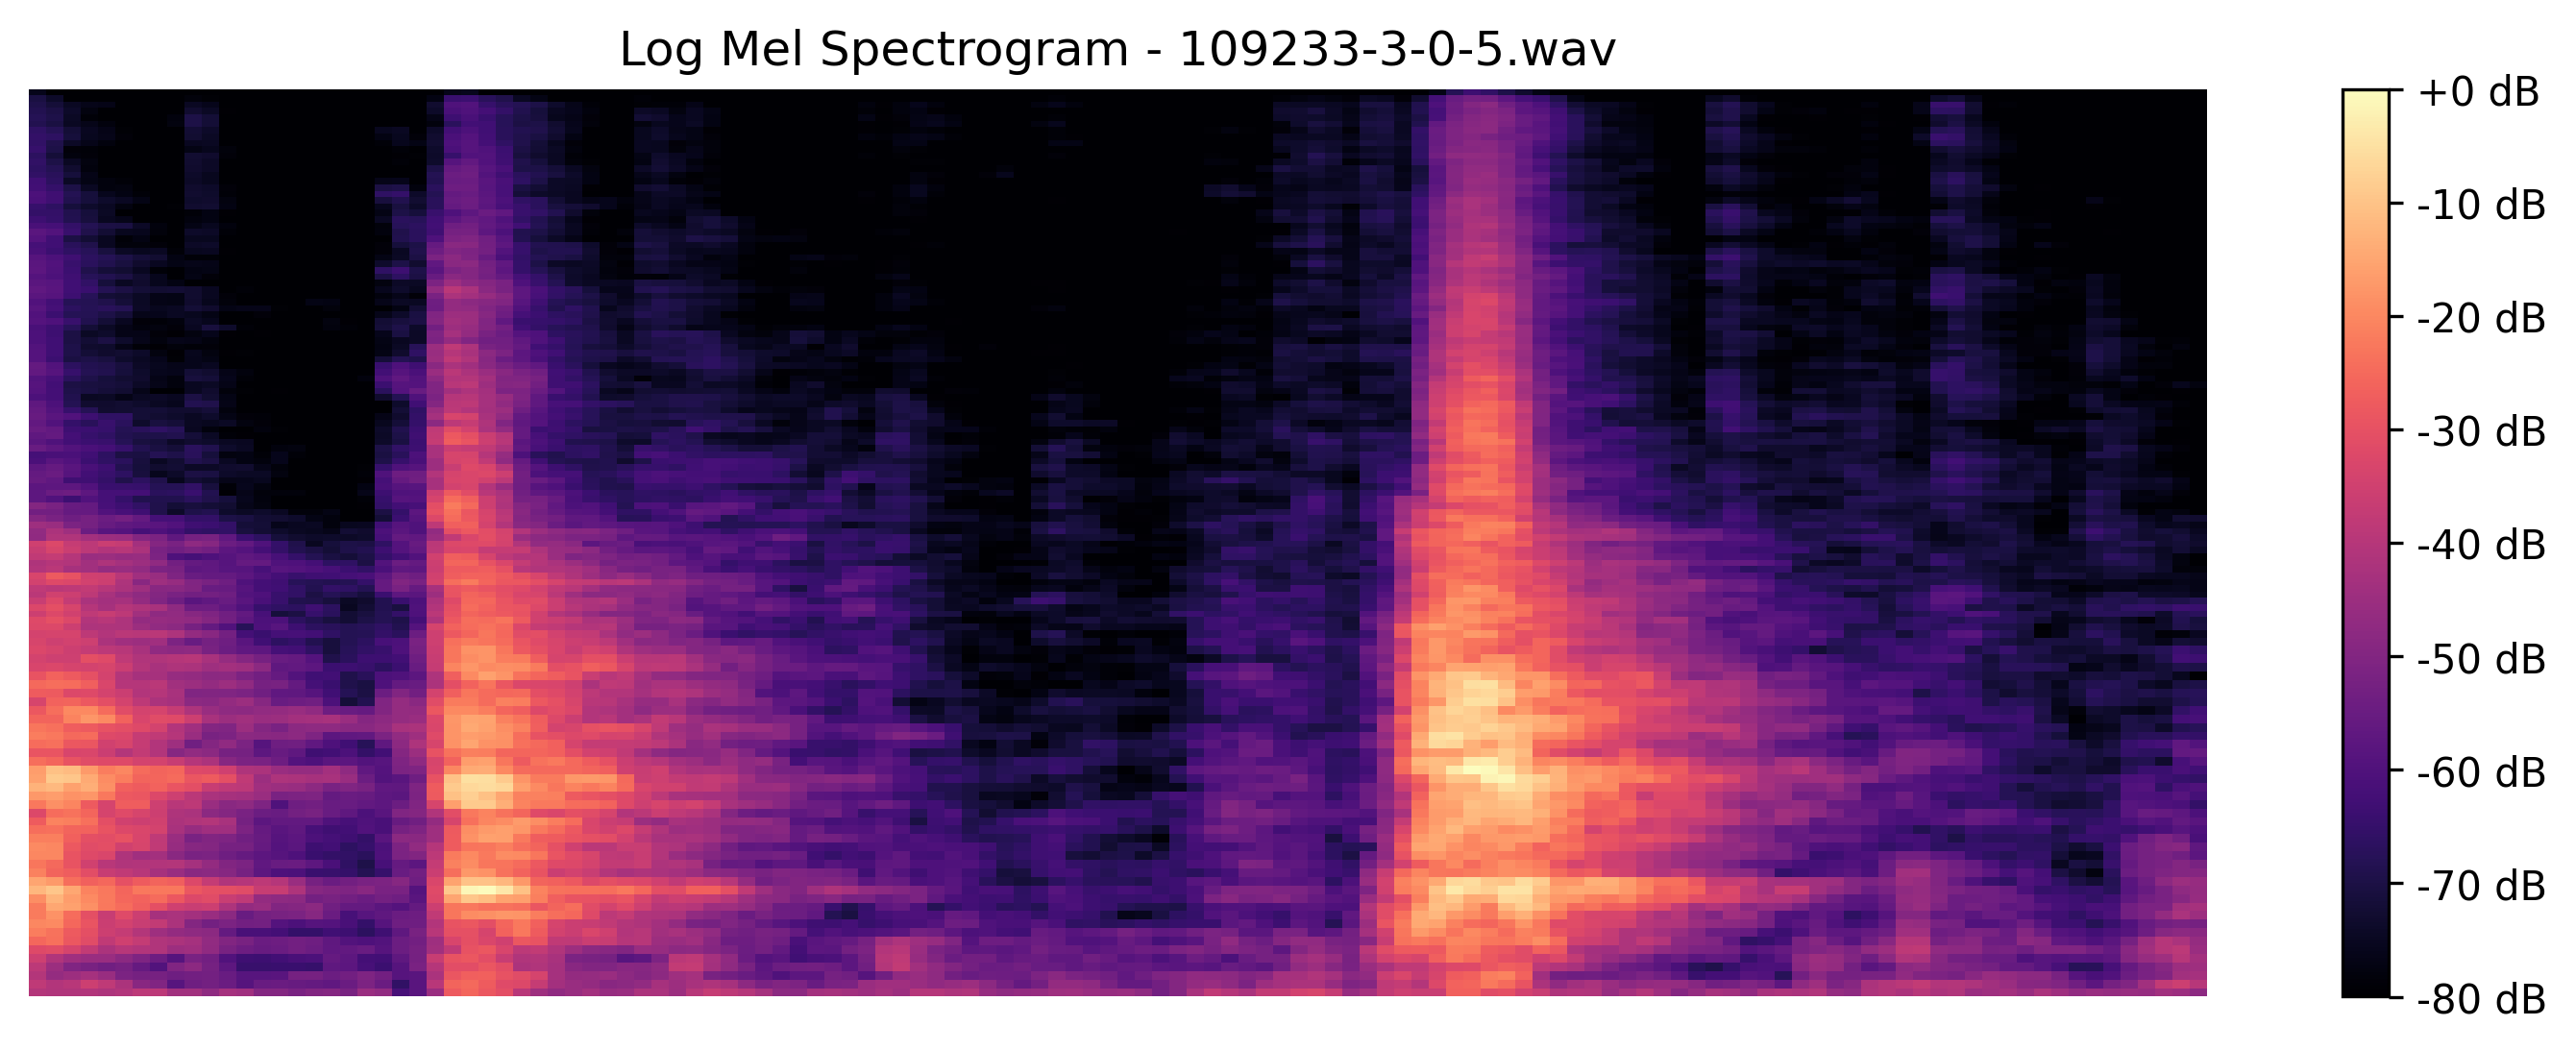 Log Mel Spectrogram - 109233-3-0-5.wav
+0 dB
-10 dB
-20 dB
-30 dB
-40 dB
-50 dB
-60 dB
-70 dB
-80 dB